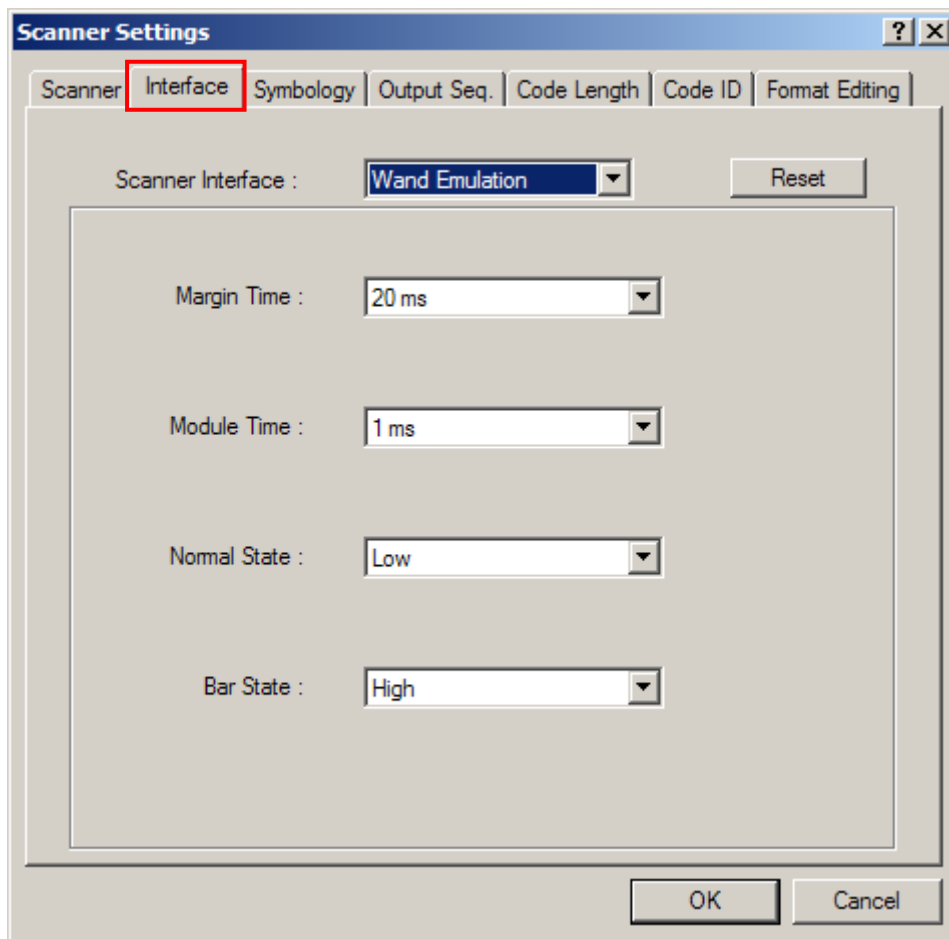 Scanner Settings
Scanner Interface Symbology Output Seq. Code Length Code ID Format Editing
Scanner Interface : Wand Emulation Reset
Margin Time : 20 ms
Module Time : 1 ms
Normal State : Low
Bar State : High
OK Cancel